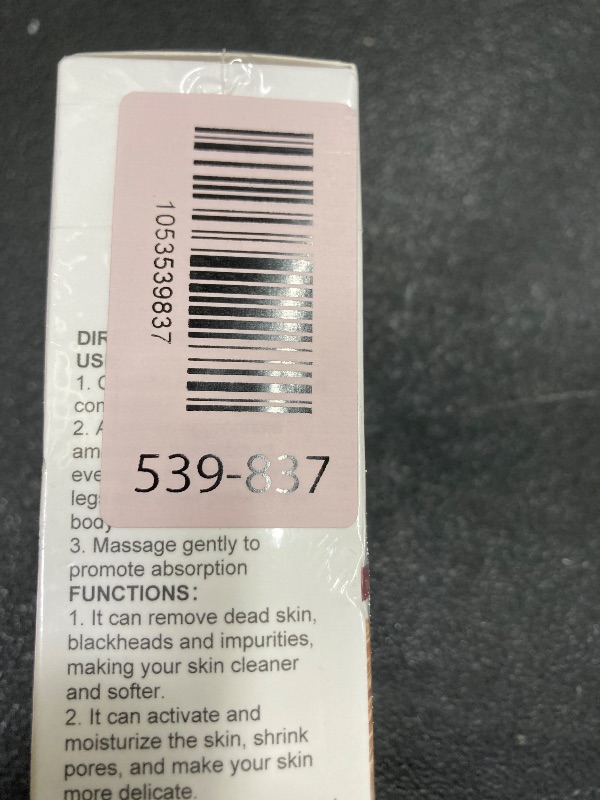 1053539837
539-837
DIR
US
1. C
con
2. A
am
eve
leg
body
3. Massage gently to
promote absorption
FUNCTIONS:
1. It can remove dead skin,
blackheads and impurities,
making your skin cleaner
and softer.
2. It can activate and
moisturize the skin, shrink
pores, and make your skin
more delicate.